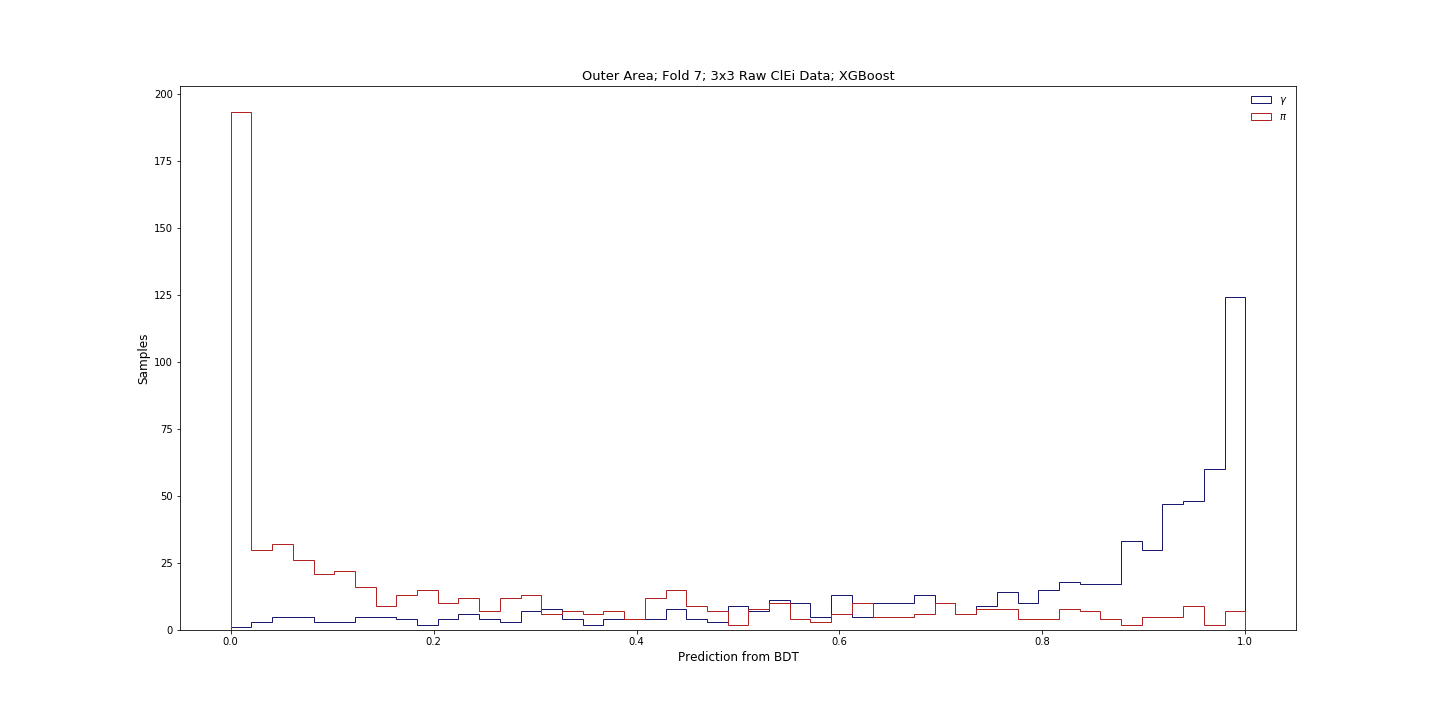 Outer Area; Fold 7; 3x3 Raw ClEi Data; XGBoost
γ
π
200
175
150
125
100
75
50
25
0
Samples
0.0 0.2 0.4 0.6 0.8 1.0
Prediction from BDT